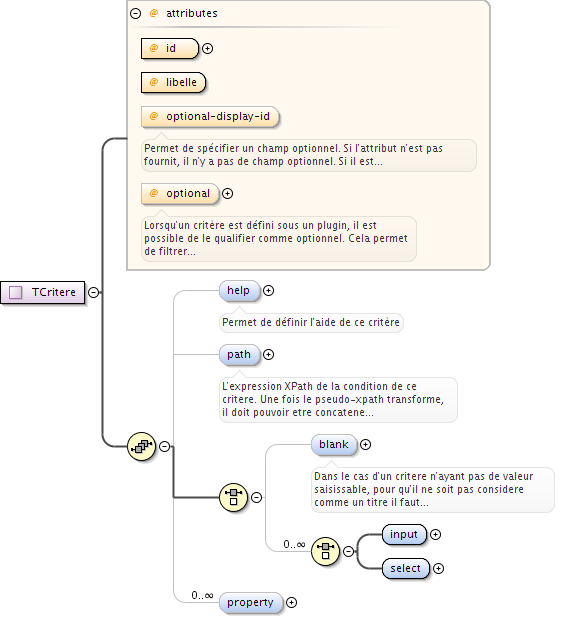 @ attributes
@ id
@ libelle
@ optional-display-id
Permet de spécifier un champ optionnel. Si l'attribut n'est pas
fournit, il n'y a pas de champ optionnel. Si il est...
@ optional
Lorsqu'un critère est défini sous un plugin, il est
possible de le qualifier comme optionnel. Cela permet
de filtrer...
TCritere
help
Permet de définir l'aide de ce critère
path
L'expression XPath de la condition de ce
critere. Une fois le pseudo-xpath transforme,
il doit pouvoir etre concatene...
blank
Dans le cas d'un critere n'ayant pas de valeur
saisissable, pour qu'il ne soit pas considere
comme un titre il faut...
0..∞
input
select
0..∞
property